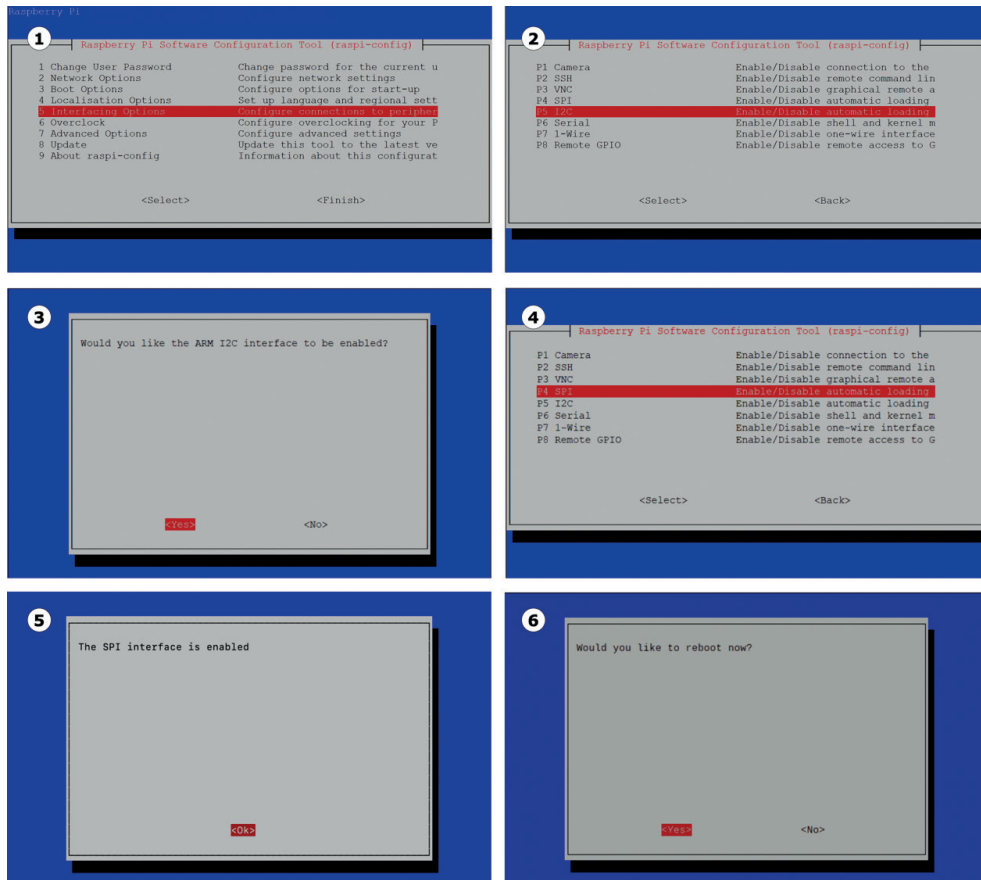 Raspberry Pi
1
Raspberry Pi Software Configuration Tool (raspi-config)
1 Change User Password Change password for the current u
2 Network Options Configure network settings
3 Boot Options Configure options for start-up
4 Localisation Options Set up language and regional sett
5 Interfacing Options Configure connections to peripher
6 Overclock Configure overclocking for your P
7 Advanced Options Configure advanced settings
8 Update Update this tool to the latest ve
9 About raspi-config Information about this configurat
<Select> <Finish>
2
Raspberry Pi Software Configuration Tool (raspi-config)
P1 Camera Enable/Disable connection to the
P2 SSH Enable/Disable remote command lin
P3 VNC Enable/Disable graphical remote a
P4 SPI Enable/Disable automatic loading
P5 I2C Enable/Disable automatic loading
P6 Serial Enable/Disable shell and kernel m
P7 1-Wire Enable/Disable one-wire interface
P8 Remote GPIO Enable/Disable remote access to G
<Select> <Back>
3
Would you like the ARM I2C interface to be enabled?
<Yes> <No>
4
Raspberry Pi Software Configuration Tool (raspi-config)
P1 Camera Enable/Disable connection to the
P2 SSH Enable/Disable remote command lin
P3 VNC Enable/Disable graphical remote a
P4 SPI Enable/Disable automatic loading
P5 I2C Enable/Disable automatic loading
P6 Serial Enable/Disable shell and kernel m
P7 1-Wire Enable/Disable one-wire interface
P8 Remote GPIO Enable/Disable remote access to G
<Select> <Back>
5
The SPI interface is enabled
<Ok>
6
Would you like to reboot now?
<Yes> <No>